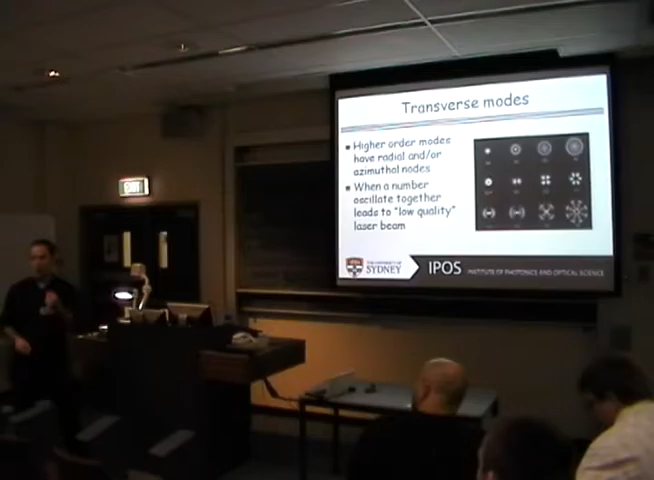 Transverse modes
Higher order modes
have radial and/or
azimuthal nodes
When a number
oscillate together
leads to "low quality"
laser beam
THE UNIVERSITY OF
SYDNEY
IPOS INSTITUTE OF PHOTONICS AND OPTICAL SCIENCE
EXIT